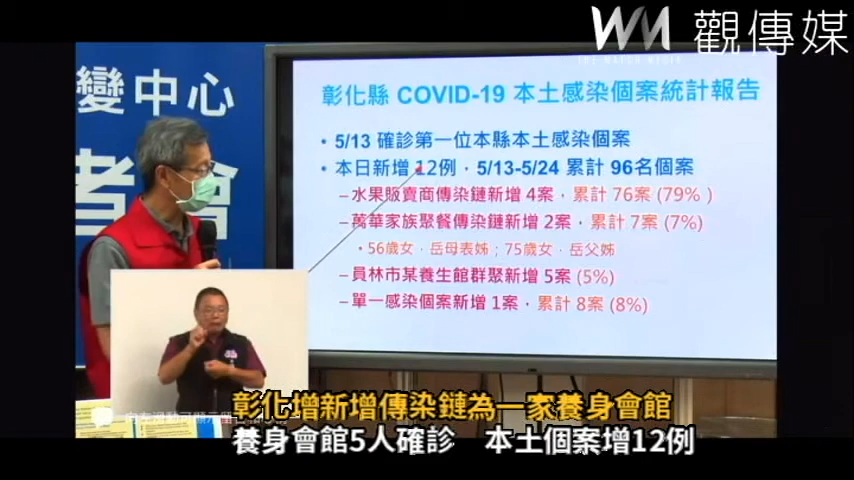 WM 觀傳媒
THE WATCH MEDIA
變中心
者會
彰化縣 COVID-19 本土感染個案統計報告
• 5/13 確診第一位本縣本土感染個案
• 本日新增 12例，5/13-5/24 累計 96名個案
–水果販賣商傳染鏈新增 4案，累計 76案 (79% )
–萬華家族聚餐傳染鏈新增 2案，累計 7案 (7%)
• 56歲女，岳母表姊；75歲女，岳父姊
–員林市某養生館群聚新增 5案 (5%)
–單一感染個案新增 1案，累計 8案 (8%)
彰化增新增傳染鏈為一家養身會館
養身會館5人確診 本土個案增12例